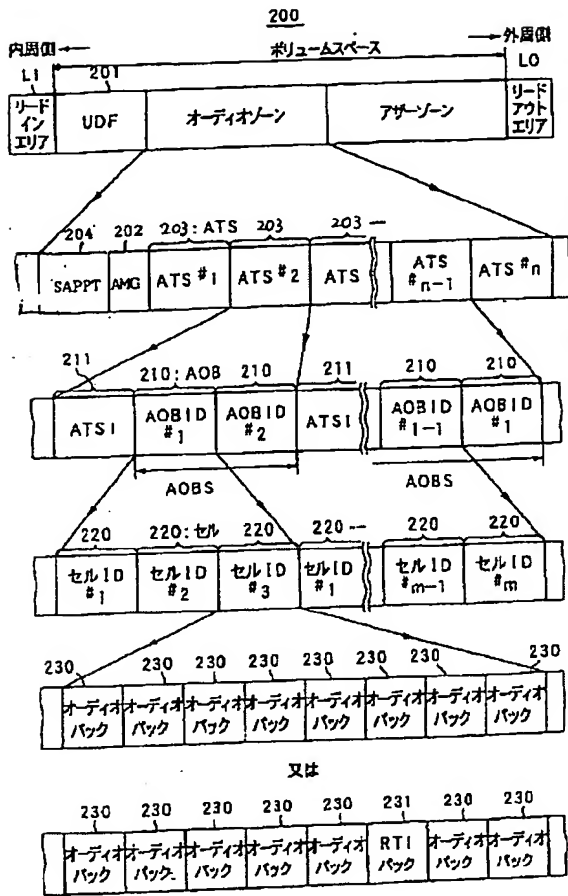 200
内周側 ← ボリュームスペース → 外周側
L1 201 L0
リードインエリア UDF オーディオゾーン アザーゾーン リードアウトエリア
204 202 203:ATS 203 203―
SAPPT AMG ATS #1 ATS #2 ATS ATS #n-1 ATS #n
211 210:AOB 210 211 210 210
ATSI AOBID #1 AOBID #2 ATSI AOBID #1-1 AOBID #1
AOBS AOBS
220 220:セル 220 220― 220 220
セルID #1 セルID #2 セルID #3 セルID #1 セルID #m-1 セルID #m
230 230 230 230 230 230 230 230
オーディオパック オーディオパック オーディオパック オーディオパック オーディオパック オーディオパック オーディオパック オーディオパック
又は
230 230 230 230 230 231 230 230
オーディオパック オーディオパック オーディオパック オーディオパック オーディオパック RTIパック オーディオパック オーディオパック